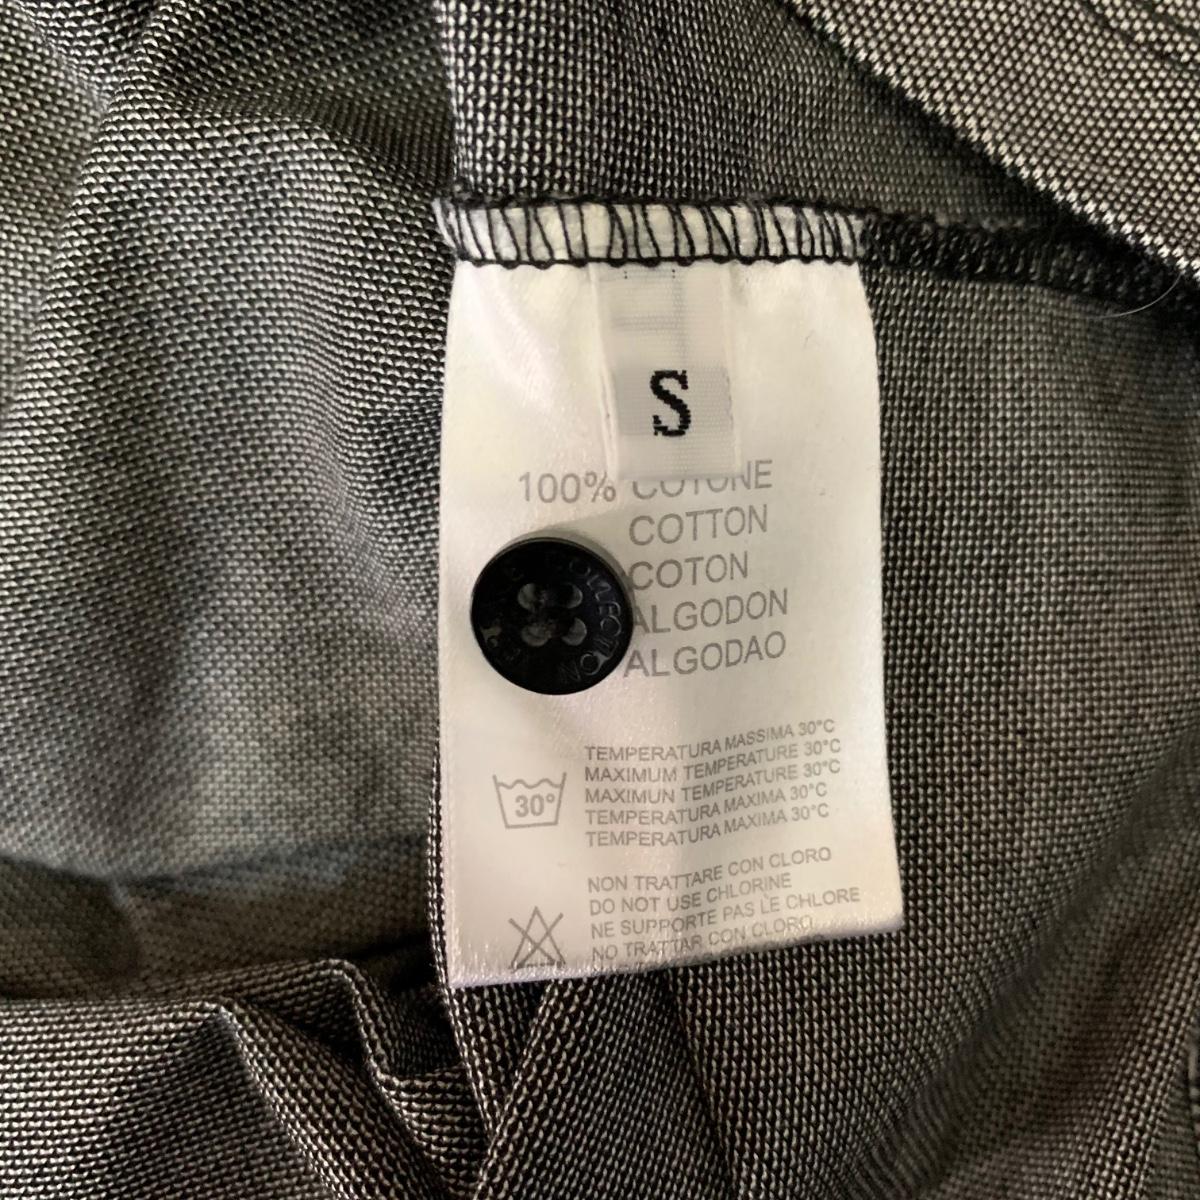 S
100% COTONE
COTTON
COTON
ALGODON
ALGODAO
30°
TEMPERATURA MASSIMA 30°C
MAXIMUM TEMPERATURE 30°C
MAXIMUN TEMPERATURE 30°C
TEMPERATURA MAXIMA 30°C
TEMPERATURA MAXIMA 30°C
NON TRATTARE CON CLORO
DO NOT USE CHLORINE
NE SUPPORTE PAS LE CHLORE
NO TRATTAR CON CLORO
COLLECTION